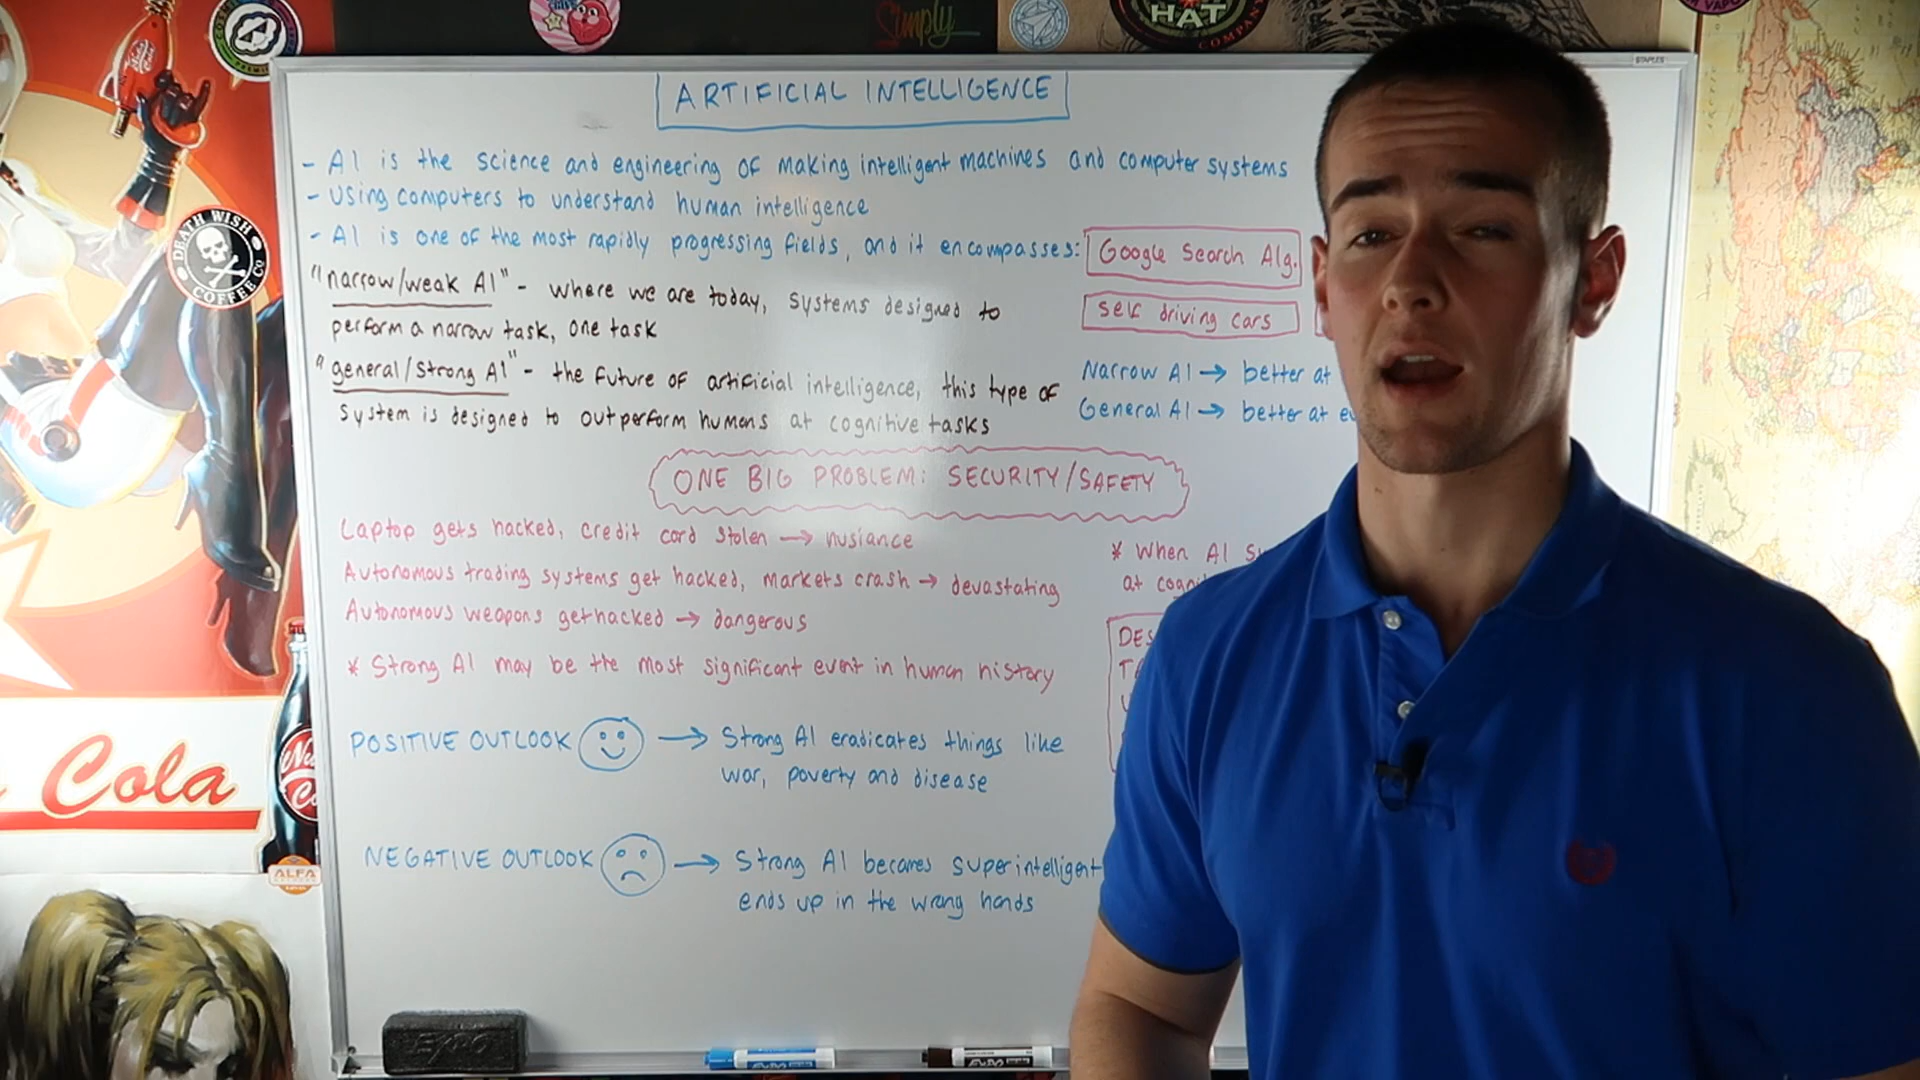 Simply
HAT
COMPANY
STAPLES
ARTIFICIAL INTELLIGENCE
- AI is the science and engineering of making intelligent machines and computer systems
- Using computers to understand human intelligence
- AI is one of the most rapidly progressing fields, and it encompasses:
Google Search Alg.
self driving cars
"narrow/weak AI" - where we are today, systems designed to
perform a narrow task, one task
"general/strong AI" - the future of artificial intelligence, this type of
system is designed to outperform humans at cognitive tasks
Narrow AI → better at
General AI → better at
ONE BIG PROBLEM: SECURITY/SAFETY
Laptop gets hacked, credit card stolen → nusiance
Autonomous trading systems get hacked, markets crash → devastating
Autonomous weapons get hacked → dangerous
* Strong AI may be the most significant event in human history
* When AI
at
POSITIVE OUTLOOK → Strong AI eradicates things like
war, poverty and disease
NEGATIVE OUTLOOK → Strong AI becomes superintelligent
ends up in the wrong hands
DEATH WISH
COFFEE CO
Cola
ALFA
EXPO